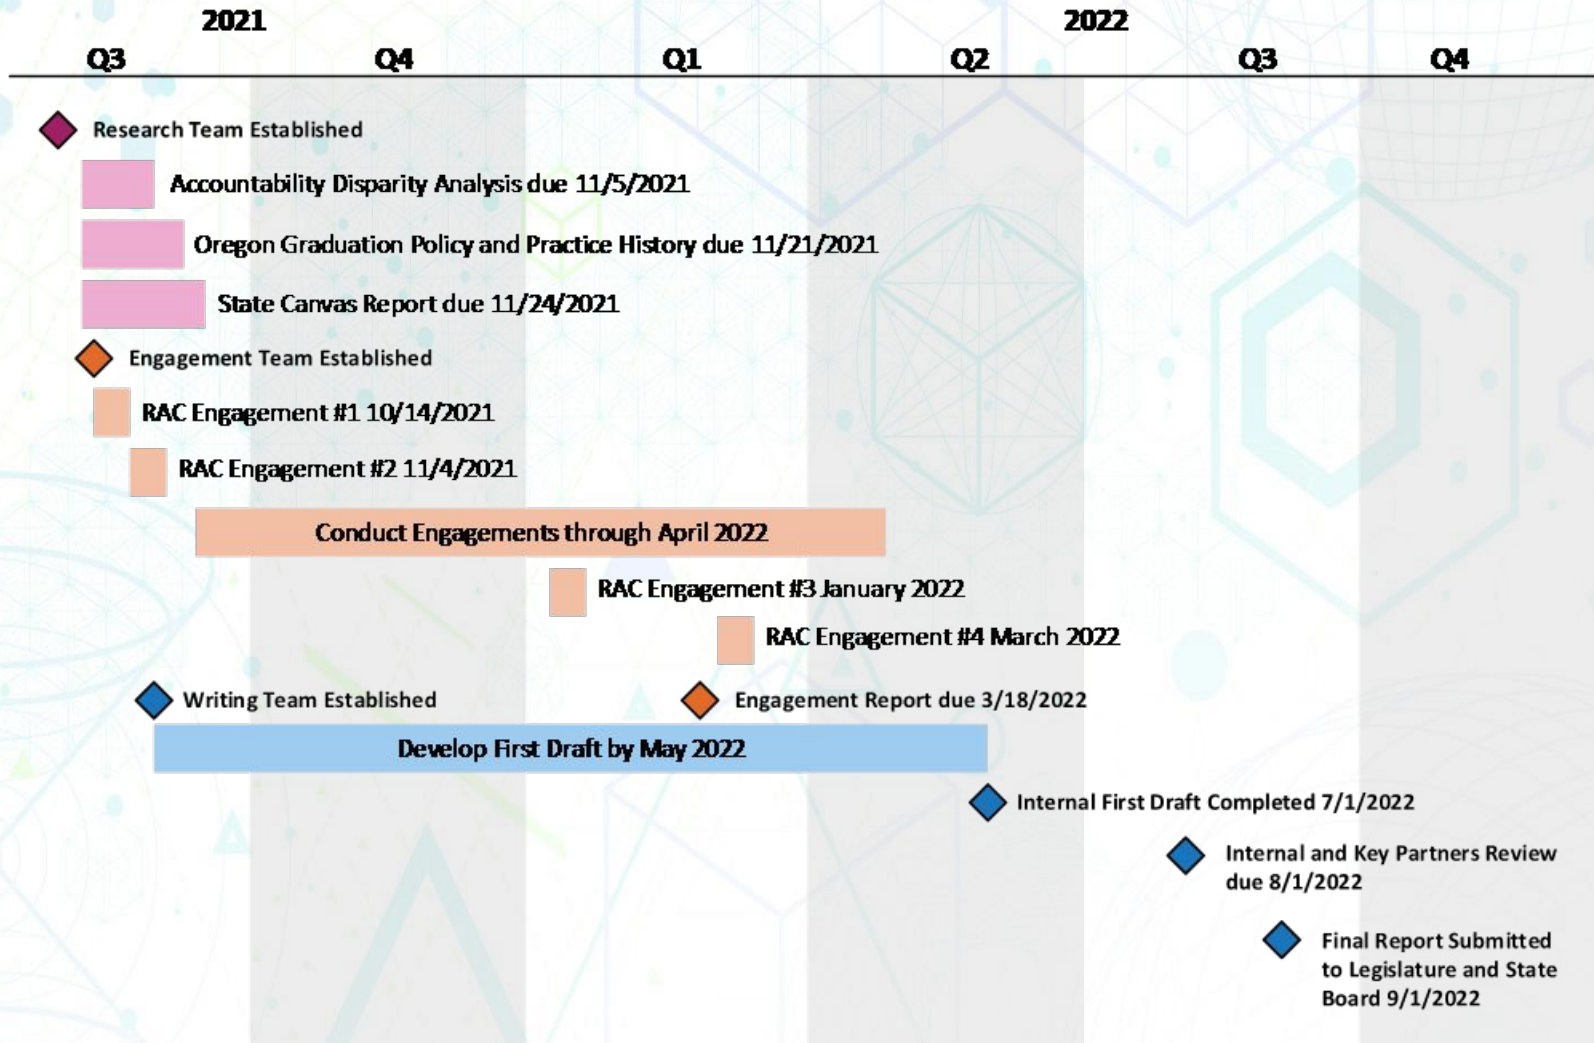 2021
2022
Q3
Q4
Q1
Q2
Q3
Q4
Research Team Established
Accountability Disparity Analysis due 11/5/2021
Oregon Graduation Policy and Practice History due 11/21/2021
State Canvas Report due 11/24/2021
Engagement Team Established
RAC Engagement #1 10/14/2021
RAC Engagement #2 11/4/2021
Conduct Engagements through April 2022
RAC Engagement #3 January 2022
RAC Engagement #4 March 2022
Writing Team Established
Engagement Report due 3/18/2022
Develop First Draft by May 2022
Internal First Draft Completed 7/1/2022
Internal and Key Partners Review
due 8/1/2022
Final Report Submitted
to Legislature and State
Board 9/1/2022